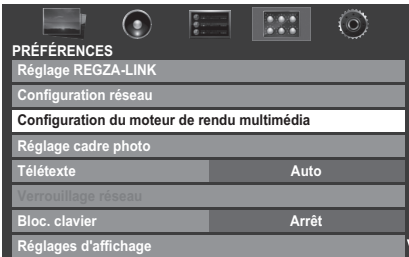 PRÉFÉRENCES
Réglage REGZA-LINK
Configuration réseau
Configuration du moteur de rendu multimédia
Réglage cadre photo
Télétexte Auto
Verrouillage réseau
Bloc. clavier Arrêt
Réglages d'affichage